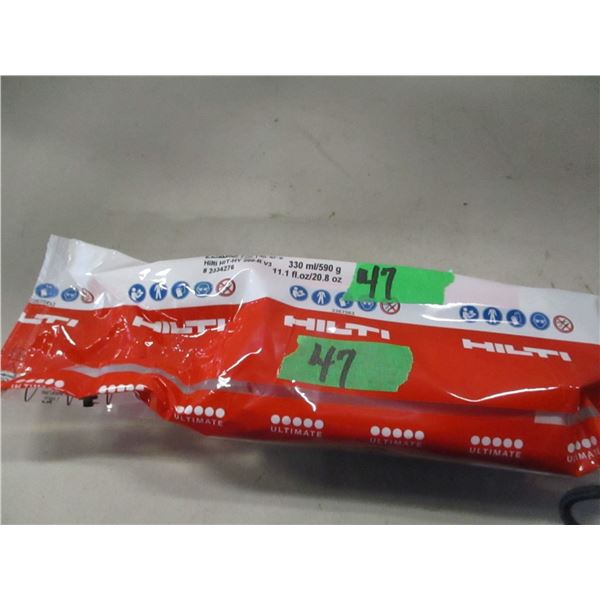 330 ml/590 g
Hilti HIT-HY
V3
11.1 fl.oz/20.8 oz
# 2334276
47
HILTI
HILTI
HILTI
47
ULTIMATE
ULTIMATE
ULTIMATE
ULTIMATE